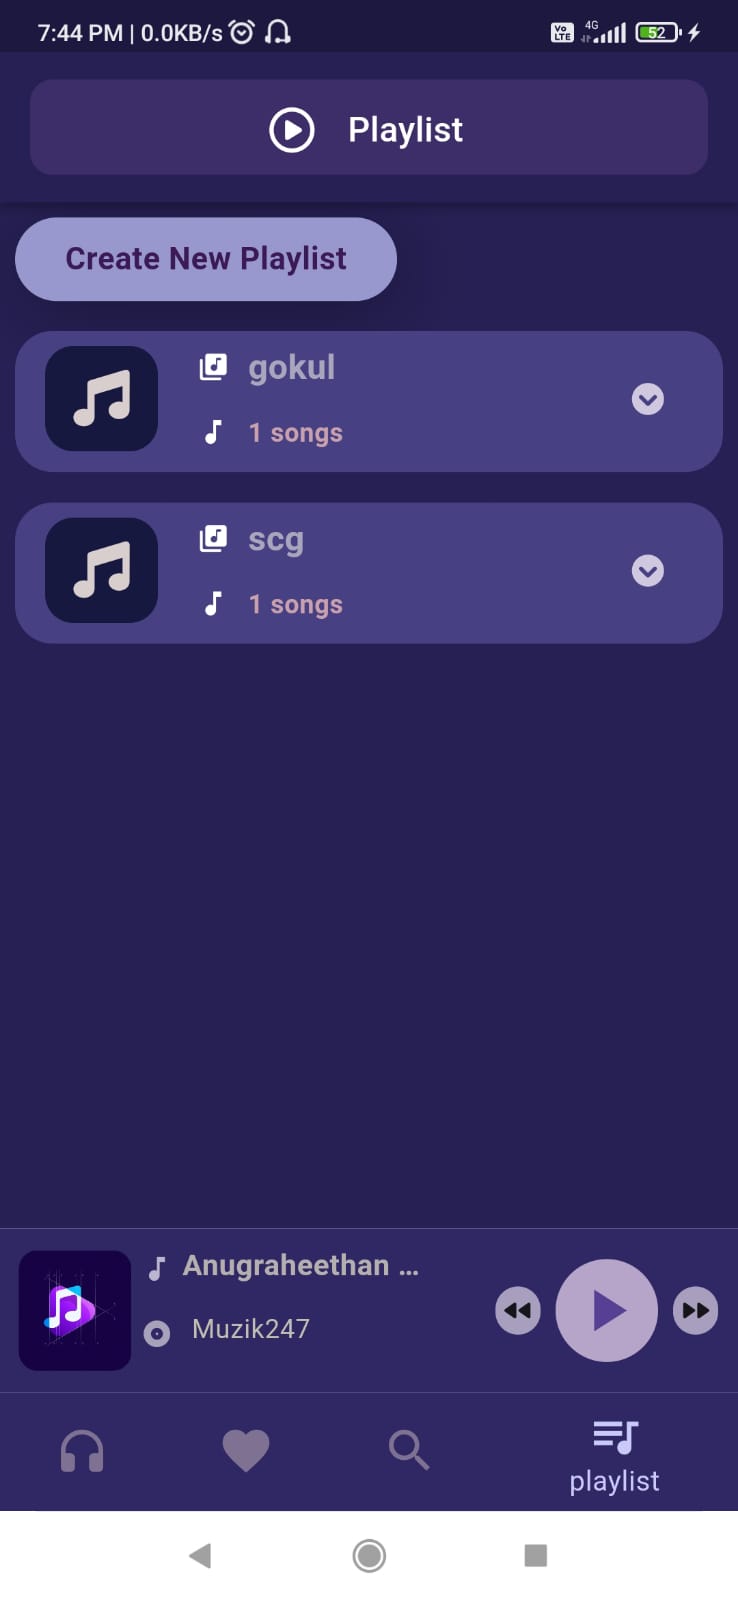 7:44 PM | 0.0KB/s
Vo LTE 4G 52
Playlist
Create New Playlist
gokul
1 songs
scg
1 songs
Anugraheethan ...
Muzik247
playlist